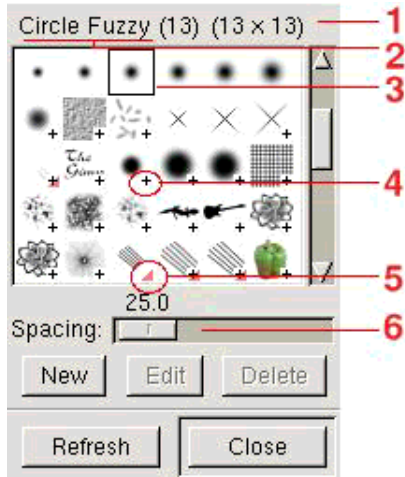 Circle Fuzzy (13) (13 x 13)
1
2
3
The
Gimp
4
5
25.0
Spacing:
6
New
Edit
Delete
Refresh
Close